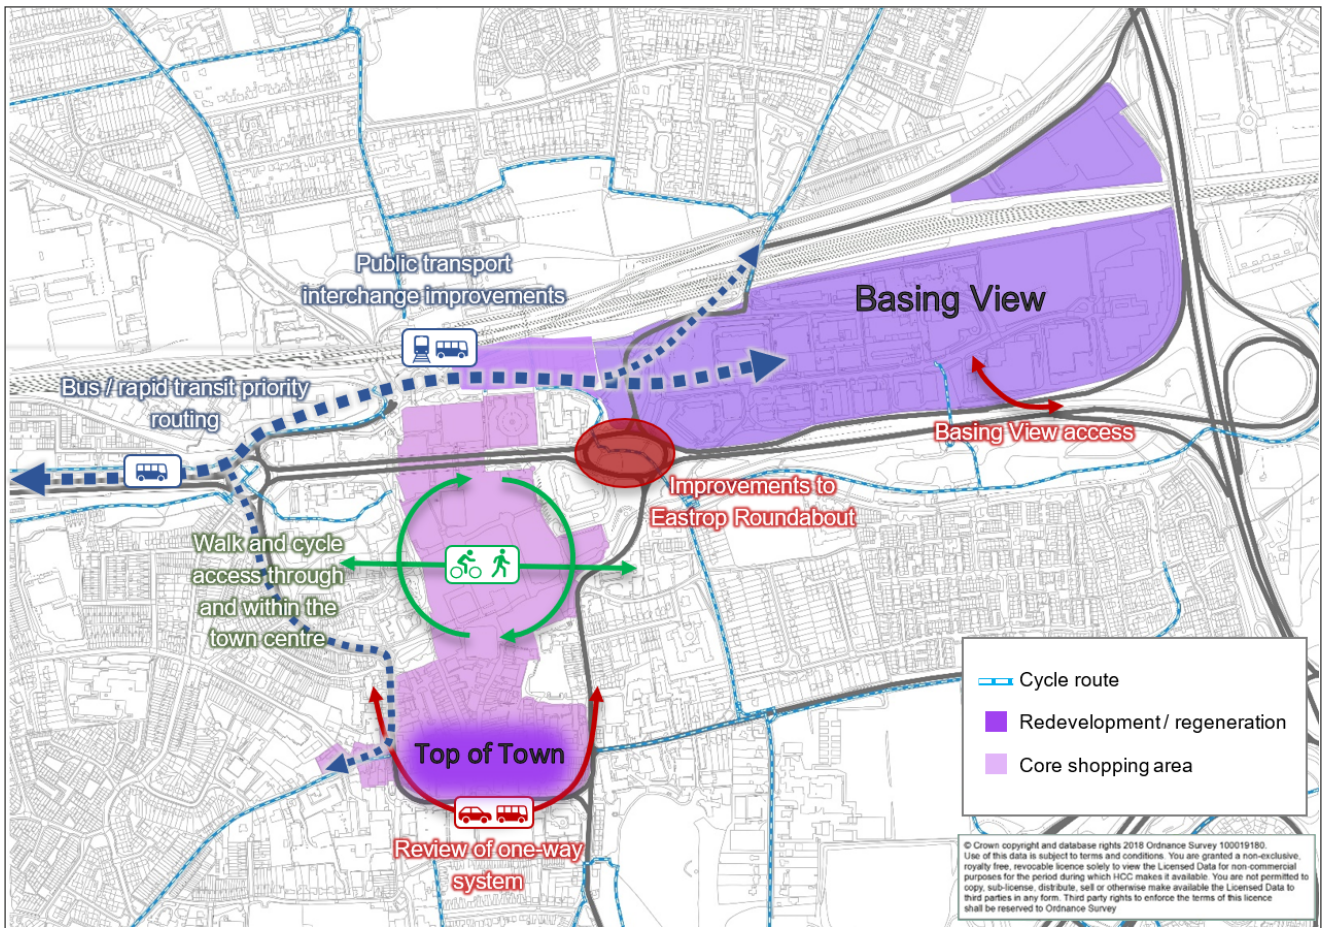 Public transport
interchange improvements
Basing View
Bus / rapid transit priority
routing
Basing View access
Improvements to
Eastrop Roundabout
Walk and cycle
access through
and within the
town centre
Top of Town
Review of one-way
system
Cycle route
Redevelopment / regeneration
Core shopping area
© Crown copyright and database rights 2018 Ordnance Survey 100019180.
Use of this data is subject to terms and conditions. You are granted a non-exclusive,
royalty free, revocable licence solely to view the Licensed Data for non-commercial
purposes for the period during which HCC makes it available. You are not permitted to
copy, sub-license, distribute, sell or otherwise make available the Licensed Data to
third parties in any form. Third party rights to enforce the terms of this licence
shall be reserved to Ordnance Survey